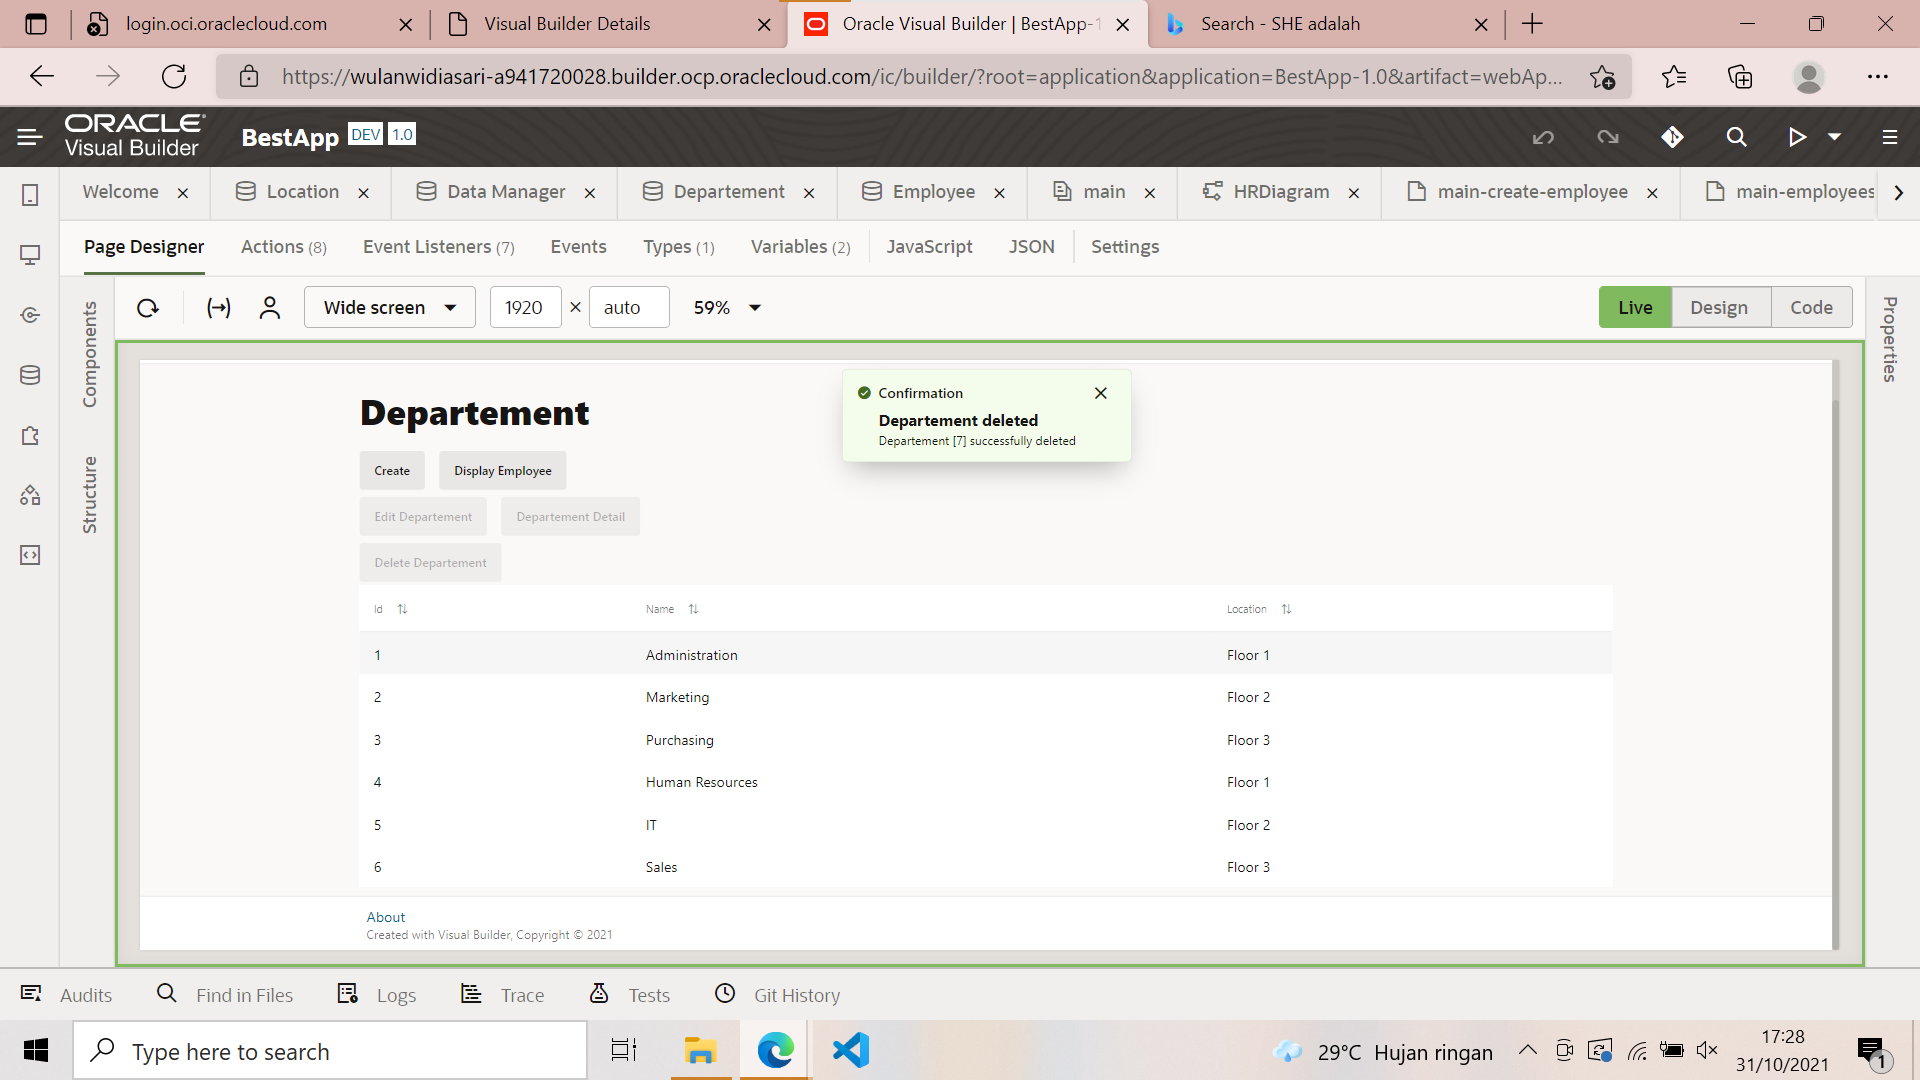 login.oci.oraclecloud.com
Visual Builder Details
Oracle Visual Builder | BestApp-1
Search - SHE adalah
https://wulanwidiasari-a941720028.builder.ocp.oraclecloud.com/ic/builder/?root=application&application=BestApp-1.0&artifact=webAp...
ORACLE
Visual Builder
BestApp DEV 1.0
Welcome
Location
Data Manager
Departement
Employee
main
HRDiagram
main-create-employee
main-employees
Page Designer
Actions (8)
Event Listeners (7)
Events
Types (1)
Variables (2)
JavaScript
JSON
Settings
Components
Structure
Wide screen
1920 × auto
59%
Live
Design
Code
Properties
Departement
Confirmation
Departement deleted
Departement [7] successfully deleted
Create
Display Employee
Edit Departement
Departement Detail
Delete Departement
Id Name Location
1 Administration Floor 1
2 Marketing Floor 2
3 Purchasing Floor 3
4 Human Resources Floor 1
5 IT Floor 2
6 Sales Floor 3
About
Created with Visual Builder, Copyright © 2021
Audits
Find in Files
Logs
Trace
Tests
Git History
Type here to search
29°C Hujan ringan
17:28
31/10/2021
1